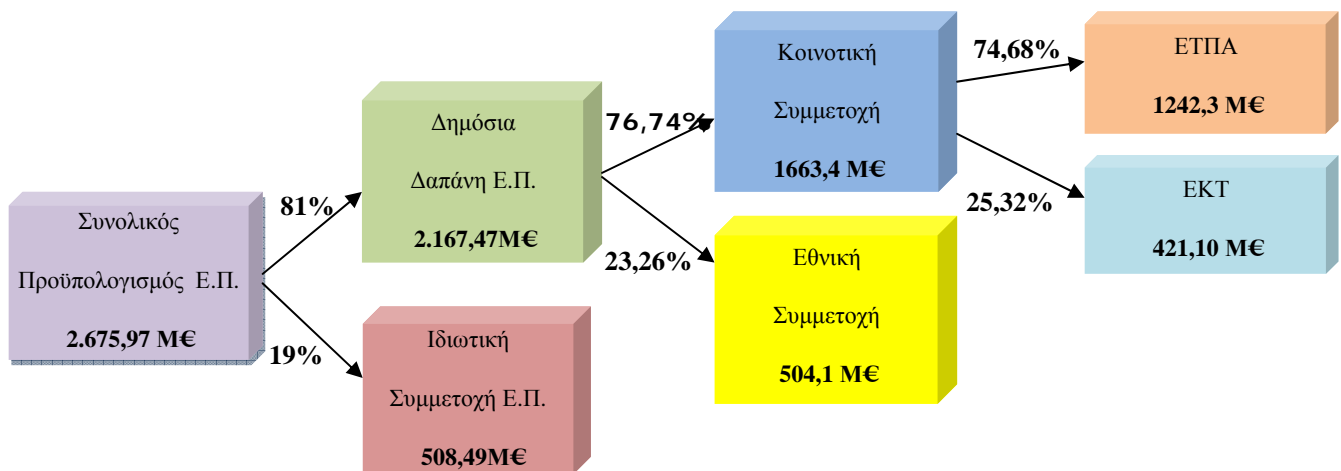 Συνολικός
Προϋπολογισμός Ε.Π.
2.675,97 Μ€
81%
19%
Δημόσια
Δαπάνη Ε.Π.
2.167,47Μ€
Ιδιωτική
Συμμετοχή Ε.Π.
508,49Μ€
76,74%
23,26%
Κοινοτική
Συμμετοχή
1663,4 Μ€
Εθνική
Συμμετοχή
504,1 Μ€
74,68%
25,32%
ΕΤΠΑ
1242,3 Μ€
ΕΚΤ
421,10 Μ€